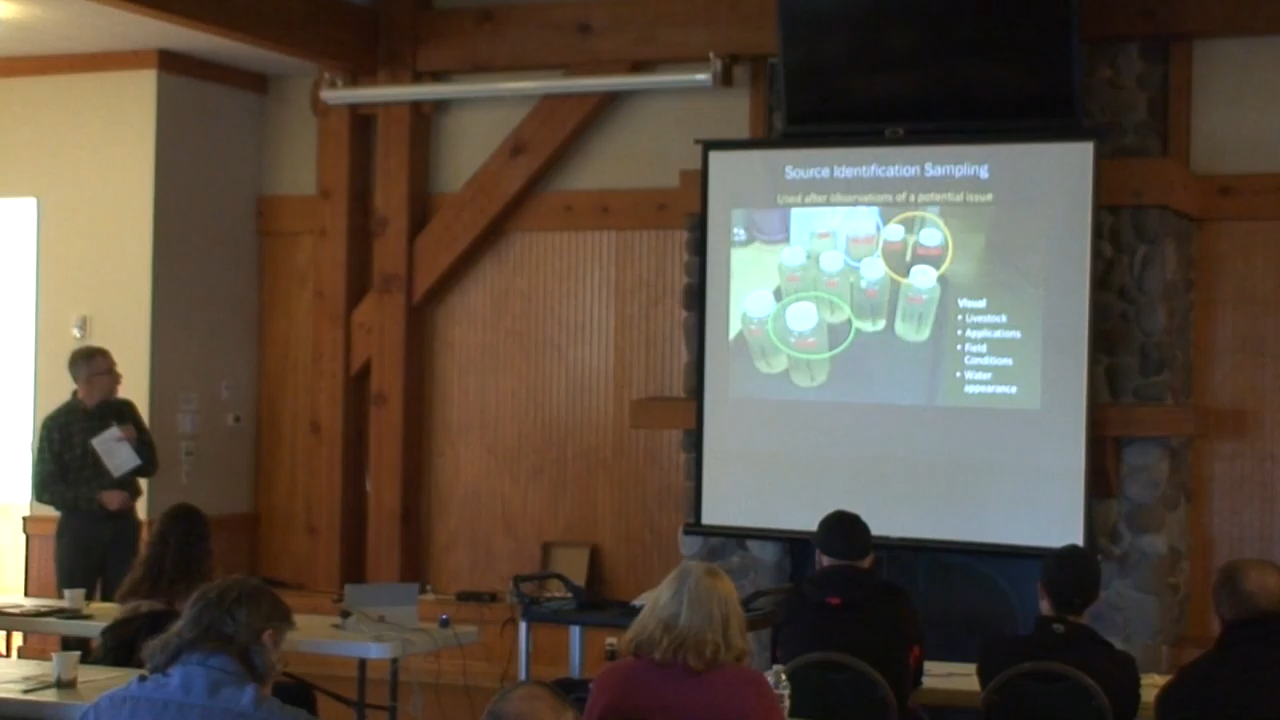 Source Identification Sampling
Used after observations of a potential issue
Visual
• Livestock
• Applications
• Field
Conditions
• Water
appearance